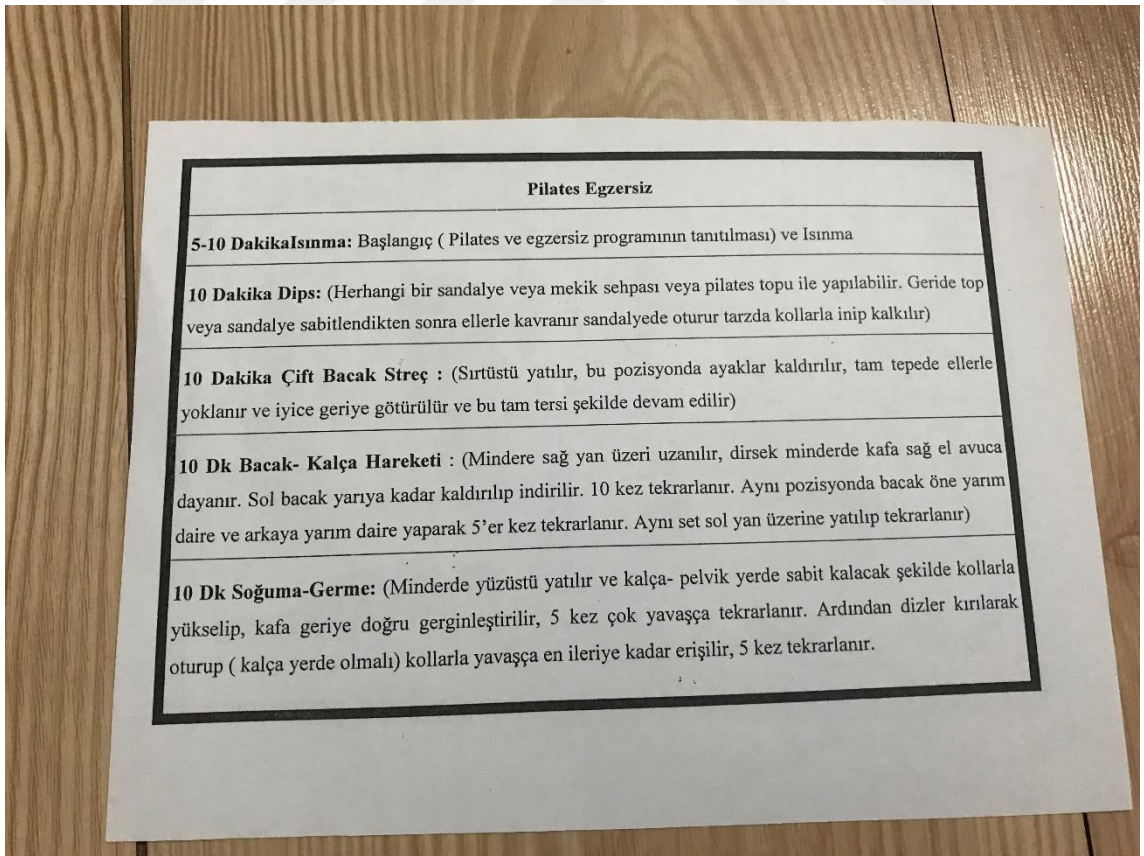 Pilates Egzersiz
5-10 DakikaIsınma: Başlangıç ( Pilates ve egzersiz programının tanıtılması) ve Isınma
10 Dakika Dips: (Herhangi bir sandalye veya mekik sehpası veya pilates topu ile yapılabilir. Geride top
veya sandalye sabitlendikten sonra ellerle kavranır sandalyede oturur tarzda kollarla inip kalkılır)
10 Dakika Çift Bacak Streç : (Sırtüstü yatılır, bu pozisyonda ayaklar kaldırılır, tam tepede ellerle
yoklanır ve iyice geriye götürülür ve bu tam tersi şekilde devam edilir)
10 Dk Bacak- Kalça Hareketi : (Mindere sağ yan üzeri uzanılır, dirsek minderde kafa sağ el avuca
dayanır. Sol bacak yarıya kadar kaldırılıp indirilir. 10 kez tekrarlanır. Aynı pozisyonda bacak öne yarım
daire ve arkaya yarım daire yaparak 5’er kez tekrarlanır. Aynı set sol yan üzerine yatılıp tekrarlanır)
10 Dk Soğuma-Germe: (Minderde yüzüstü yatılır ve kalça- pelvik yerde sabit kalacak şekilde kollarla
yükselip, kafa geriye doğru gerginleştirilir, 5 kez çok yavaşça tekrarlanır. Ardından dizler kırılarak
oturup ( kalça yerde olmalı) kollarla yavaşça en ileriye kadar erişilir, 5 kez tekrarlanır.